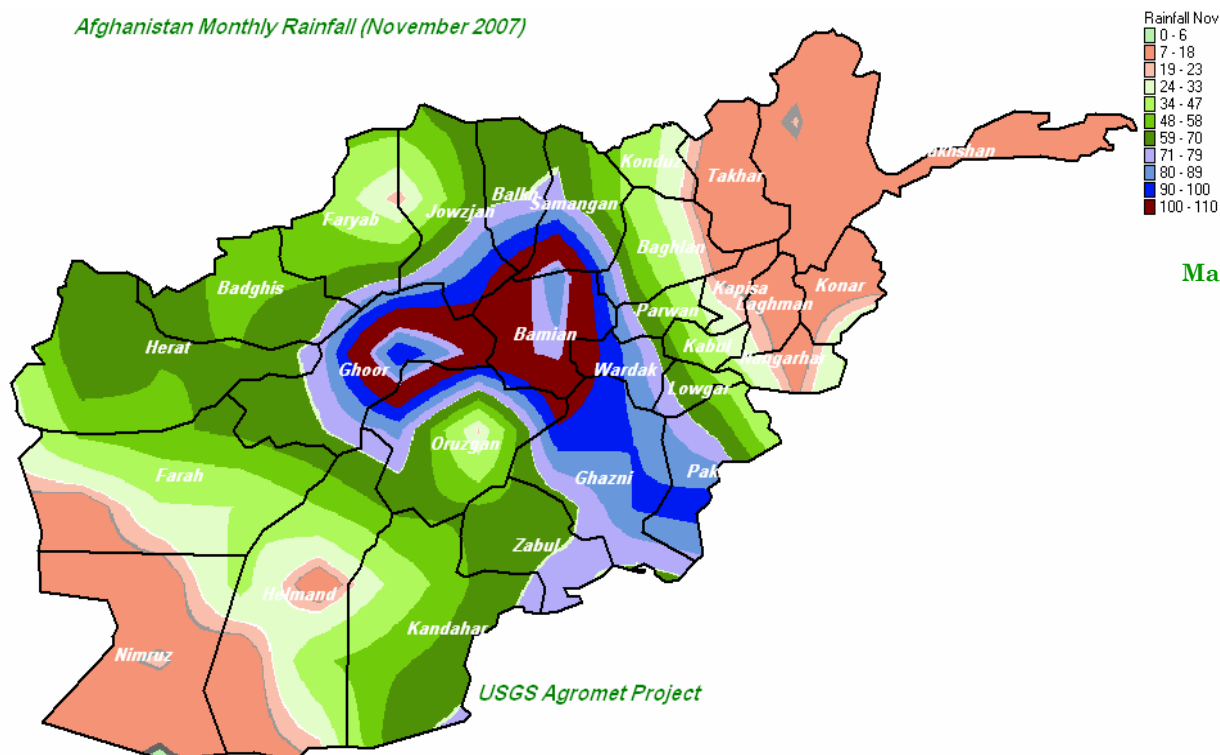 Afghanistan Monthly Rainfall (November 2007)
Rainfall Nov
0 - 6
7 - 18
19 - 23
24 - 33
34 - 47
48 - 58
59 - 70
71 - 79
80 - 89
90 - 100
100 - 110
Ma
Konduz
Takhar
Balkh
Samangan
Jowzjan
Faryab
Baghlan
Badghis
Kapisa
Laghman
Konar
Parwan
Herat
Bamian
Kabul
Nangarhar
Ghoor
Wardak
Lowgar
Oruzgan
Farah
Ghazni
Pak
Zabul
Helmand
Kandahar
Nimruz
USGS Agromet Project